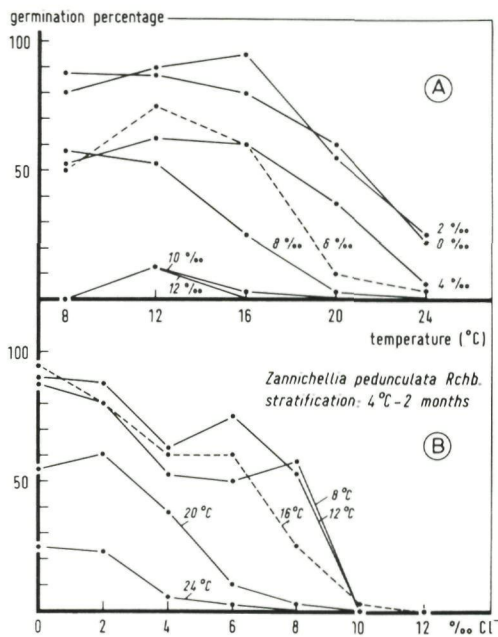 germination percentage
100
A
50
2 ‰
0 ‰
8 ‰ 6 ‰
10 ‰
4 ‰
12 ‰
8 12 16 20 24
temperature (°C)
100
Zannichellia pedunculata Rchb.
stratification: 4°C-2 months
B
50
8°C
16°C 12°C
20°C
24°C
0 2 4 6 8 10 12 ‰ Cl⁻